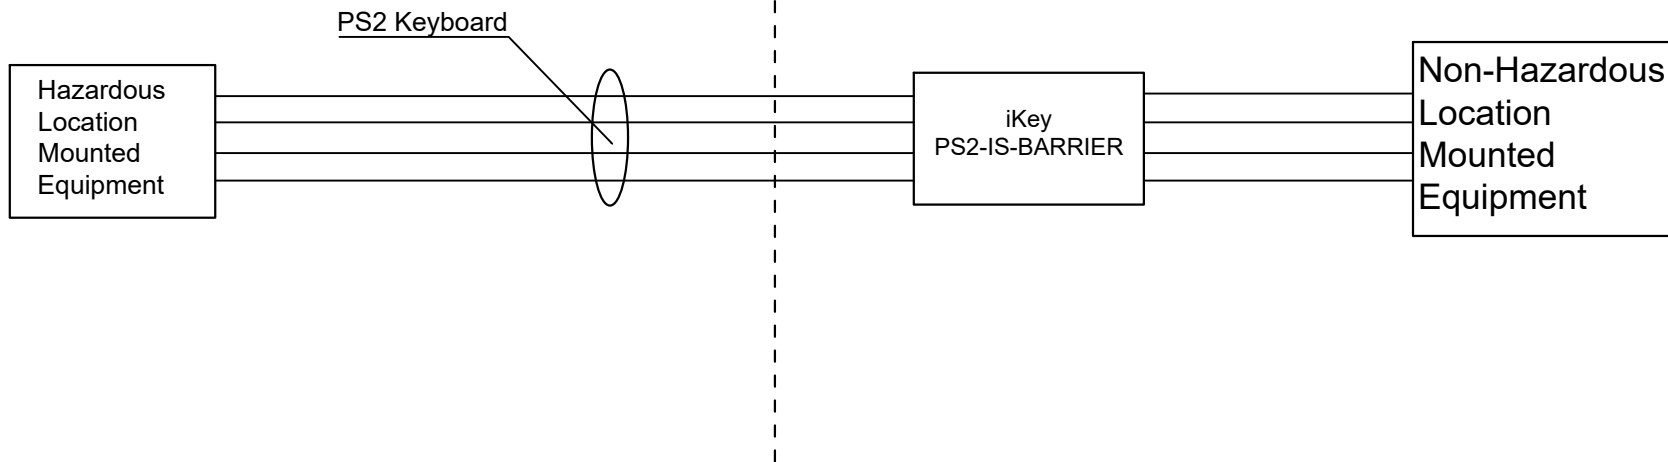 PS2 Keyboard
Hazardous
Location
Mounted
Equipment
iKey
PS2-IS-BARRIER
Non-Hazardous
Location
Mounted
Equipment